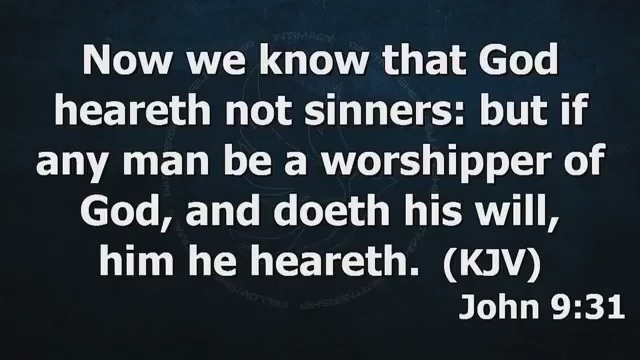 Now we know that God
heareth not sinners: but if
any man be a worshipper of
God, and doeth his will,
him he heareth. (KJV)
John 9:31
INTIMACY